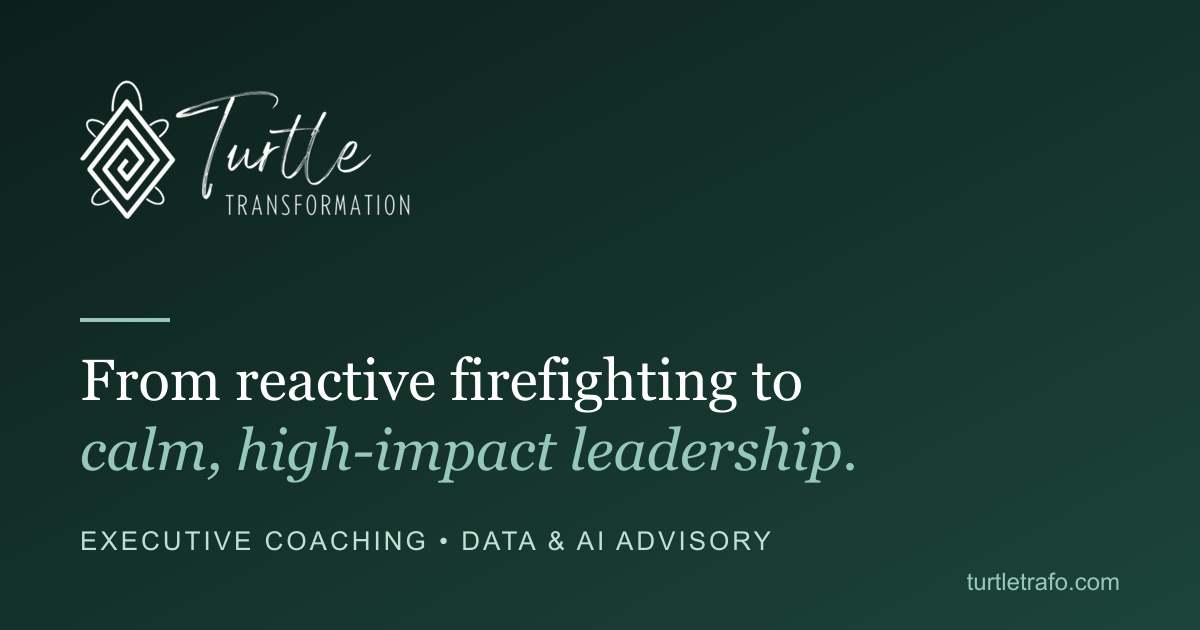 Turtle
TRANSFORMATION
From reactive firefighting to
calm, high-impact leadership.
EXECUTIVE COACHING • DATA & AI ADVISORY
turtletrafo.com